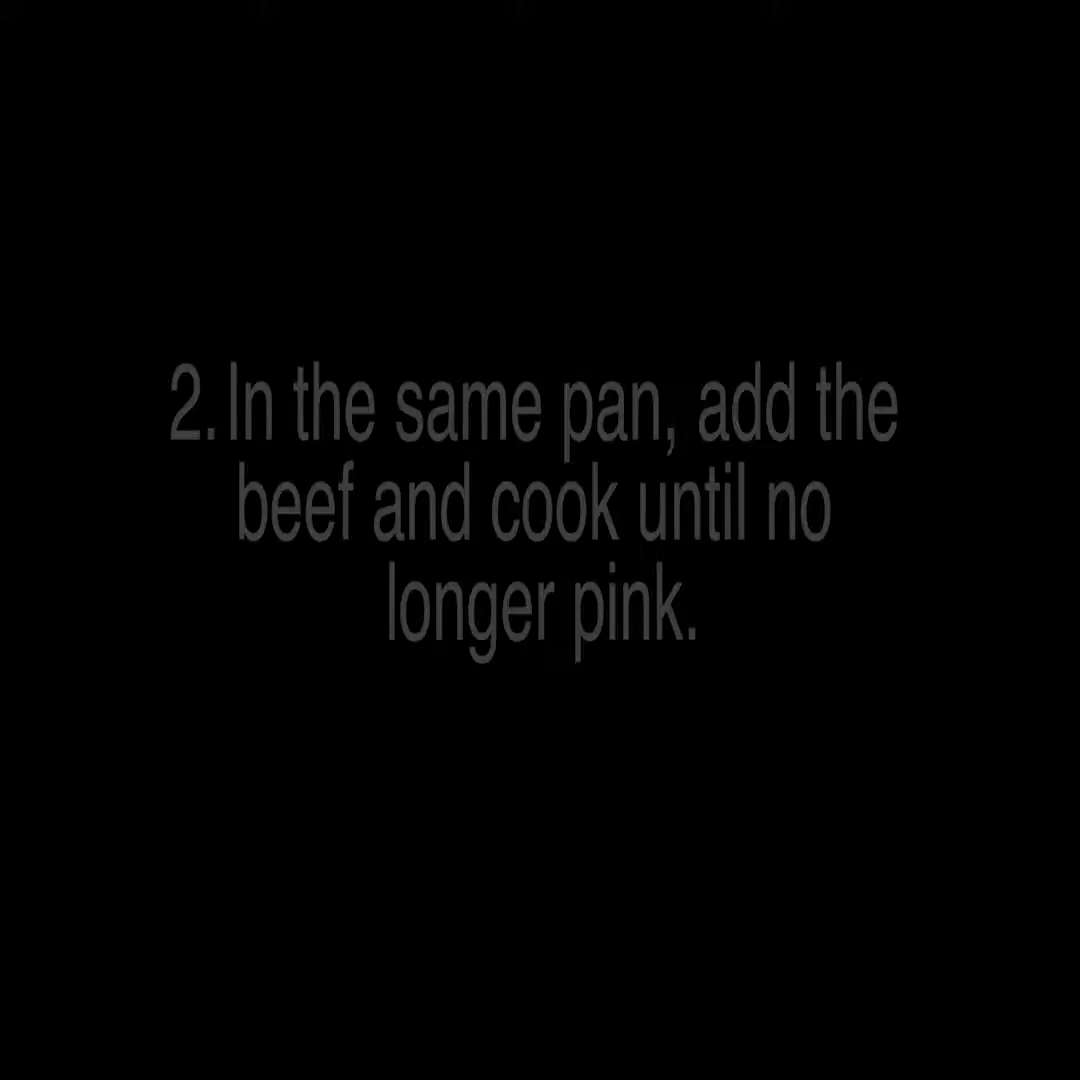 2. In the same pan, add the
beef and cook until no
longer pink.